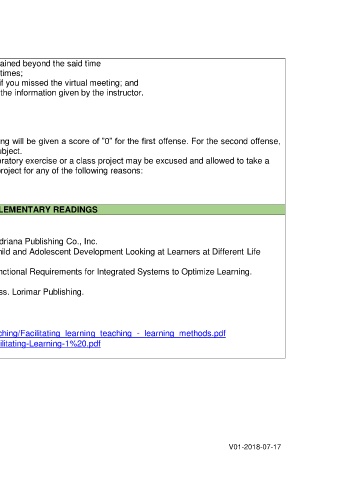 ained beyond the said time
times;
if you missed the virtual meeting; and
the information given by the instructor.
ng will be given a score of "0" for the first offense. For the second offense,
bject.
oratory exercise or a class project may be excused and allowed to take a
roject for any of the following reasons:
LEMENTARY READINGS
driana Publishing Co., Inc.
hild and Adolescent Development Looking at Learners at Different Life
nctional Requirements for Integrated Systems to Optimize Learning.
ss. Lorimar Publishing.
ching/Facilitating_learning_teaching_-_learning_methods.pdf
ilitating-Learning-1%20.pdf
V01-2018-07-17